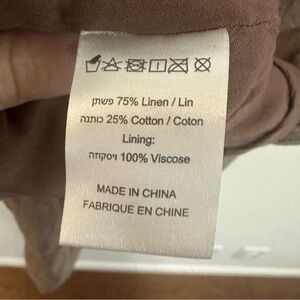 פשתן 75% Linen / Lin
כותנה 25% Cotton / Coton
Lining:
ויסקוזה 100% Viscose
MADE IN CHINA
FABRIQUE EN CHINE